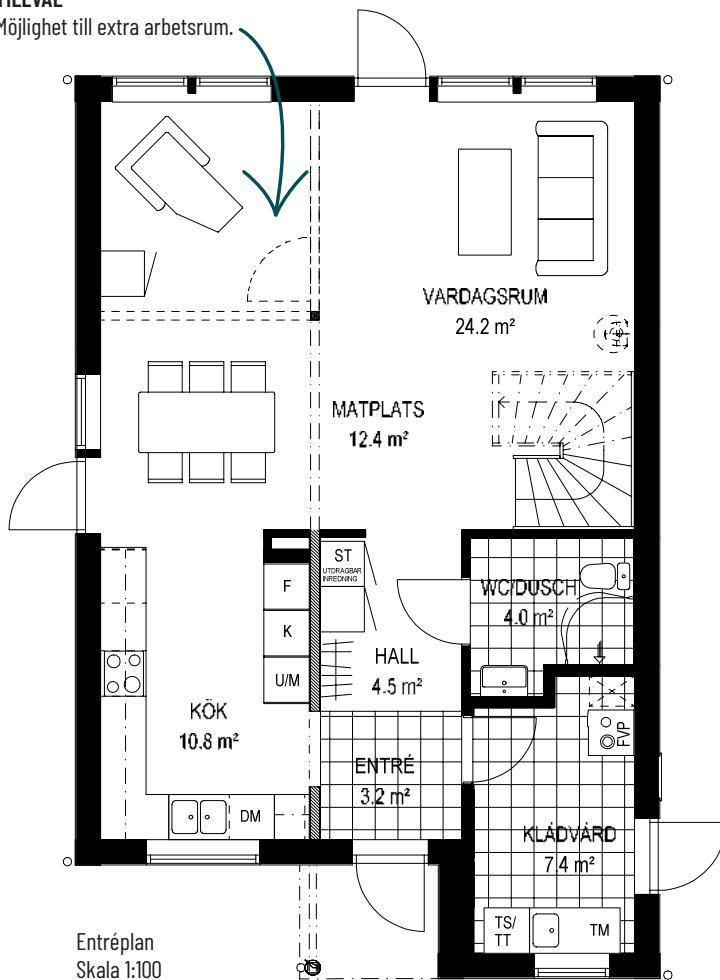 TILLVAL
Möjlighet till extra arbetsrum.
VARDAGSRUM
24.2 m²
MATPLATS
12.4 m²
ST
UTDRAGBAR
INREDNING
F
K
U/M
WC/DUSCH
4.0 m²
HALL
4.5 m²
KÖK
10.8 m²
FVP
ENTRÉ
3.2 m²
DM
KLÄDVÅRD
7.4 m²
TS/
TT
TM
Entréplan
Skala 1:100